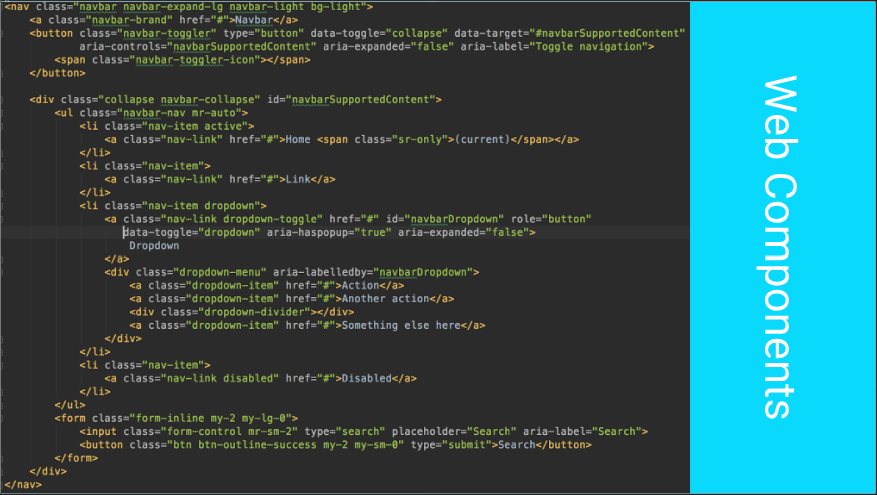 <nav class="navbar navbar-expand-lg navbar-light bg-light">
    <a class="navbar-brand" href="#">Navbar</a>
    <button class="navbar-toggler" type="button" data-toggle="collapse" data-target="#navbarSupportedContent"
            aria-controls="navbarSupportedContent" aria-expanded="false" aria-label="Toggle navigation">
        <span class="navbar-toggler-icon"></span>
    </button>
    <div class="collapse navbar-collapse" id="navbarSupportedContent">
        <ul class="navbar-nav mr-auto">
            <li class="nav-item active">
                <a class="nav-link" href="#">Home <span class="sr-only">(current)</span></a>
            </li>
            <li class="nav-item">
                <a class="nav-link" href="#">Link</a>
            </li>
            <li class="nav-item dropdown">
                <a class="nav-link dropdown-toggle" href="#" id="navbarDropdown" role="button"
                   data-toggle="dropdown" aria-haspopup="true" aria-expanded="false">
                    Dropdown
                </a>
                <div class="dropdown-menu" aria-labelledby="navbarDropdown">
                    <a class="dropdown-item" href="#">Action</a>
                    <a class="dropdown-item" href="#">Another action</a>
                    <div class="dropdown-divider"></div>
                    <a class="dropdown-item" href="#">Something else here</a>
                </div>
            </li>
            <li class="nav-item">
                <a class="nav-link disabled" href="#">Disabled</a>
            </li>
        </ul>
        <form class="form-inline my-2 my-lg-0">
            <input class="form-control mr-sm-2" type="search" placeholder="Search" aria-label="Search">
            <button class="btn btn-outline-success my-2 my-sm-0" type="submit">Search</button>
        </form>
    </div>
</nav>
Web Components